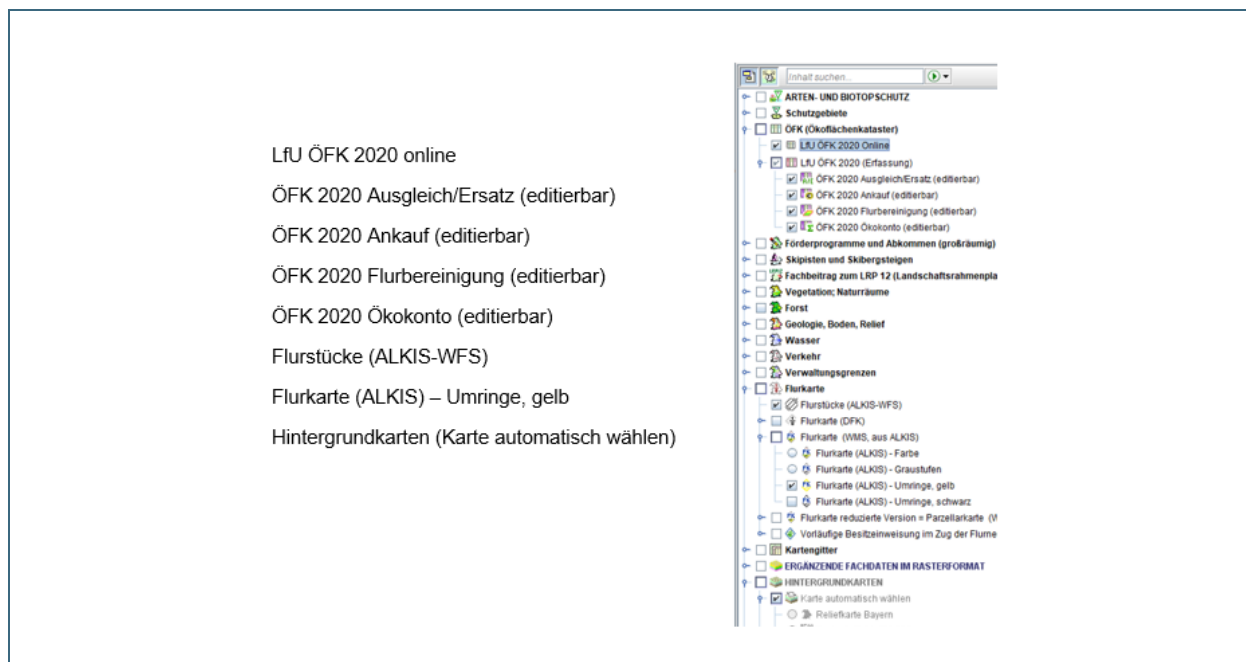 LfU ÖFK 2020 online
ÖFK 2020 Ausgleich/Ersatz (editierbar)
ÖFK 2020 Ankauf (editierbar)
ÖFK 2020 Flurbereinigung (editierbar)
ÖFK 2020 Ökokonto (editierbar)
Flurstücke (ALKIS-WFS)
Flurkarte (ALKIS) – Umringe, gelb
Hintergrundkarten (Karte automatisch wählen)
Inhalt suchen...
ARTEN- UND BIOTOPSCHUTZ
Schutzgebiete
ÖFK (Ökoflächenkataster)
LfU ÖFK 2020 Online
LfU ÖFK 2020 (Erfassung)
ÖFK 2020 Ausgleich/Ersatz (editierbar)
ÖFK 2020 Ankauf (editierbar)
ÖFK 2020 Flurbereinigung (editierbar)
ÖFK 2020 Ökokonto (editierbar)
Förderprogramme und Abkommen (großräumig)
Skipisten und Skibergsteigen
Fachbeitrag zum LRP 12 (Landschaftsrahmenpla
Vegetation; Naturräume
Forst
Geologie, Boden, Relief
Wasser
Verkehr
Verwaltungsgrenzen
Flurkarte
Flurstücke (ALKIS-WFS)
Flurkarte (DFK)
Flurkarte (WMS, aus ALKIS)
Flurkarte (ALKIS) - Farbe
Flurkarte (ALKIS) - Graustufen
Flurkarte (ALKIS) - Umringe, gelb
Flurkarte (ALKIS) - Umringe, schwarz
Flurkarte reduzierte Version = Parzellarkarte (W
Vorläufige Besitzeinweisung im Zug der Flurne
Kartengitter
ERGÄNZENDE FACHDATEN IM RASTERFORMAT
HINTERGRUNDKARTEN
Karte automatisch wählen
Reliefkarte Bayern